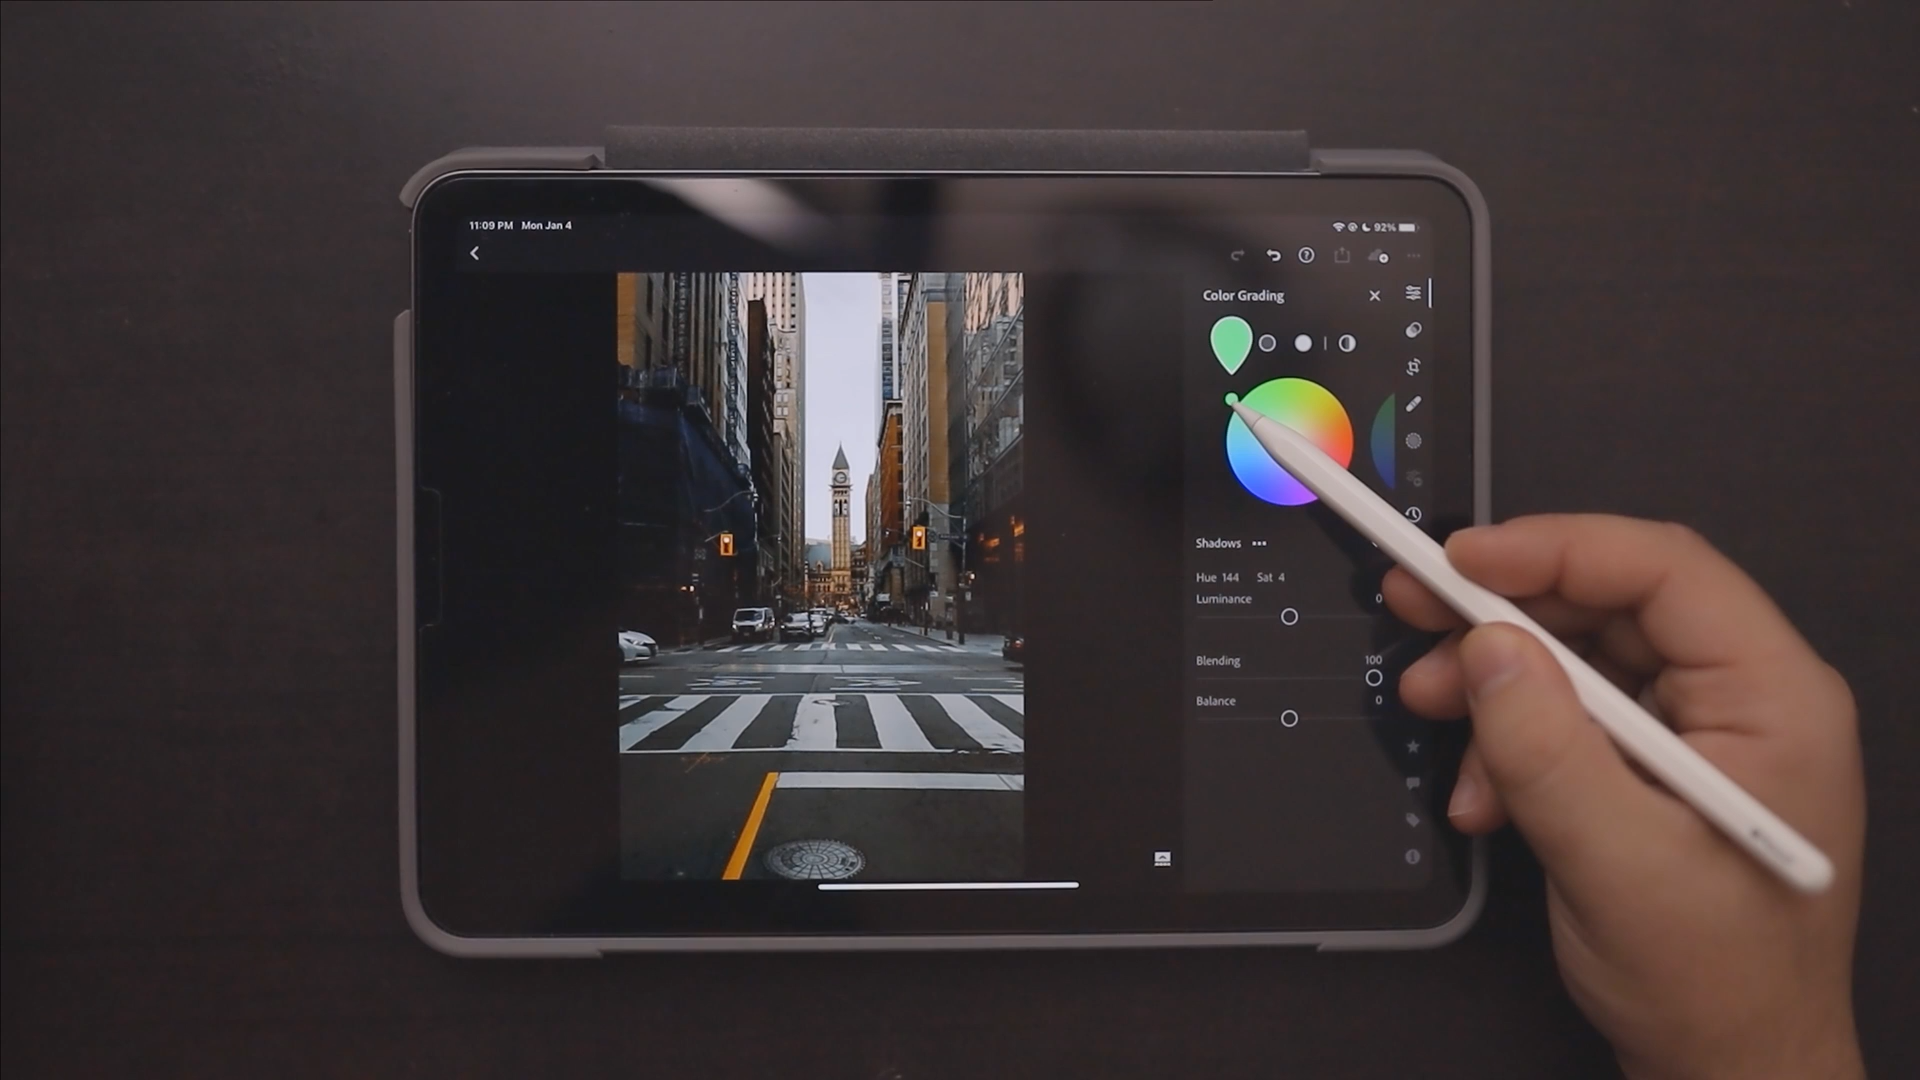 11:09 PM Mon Jan 4
92%
Color Grading
Shadows
Hue 144 Sat 4
Luminance 0
Blending 100
Balance 0